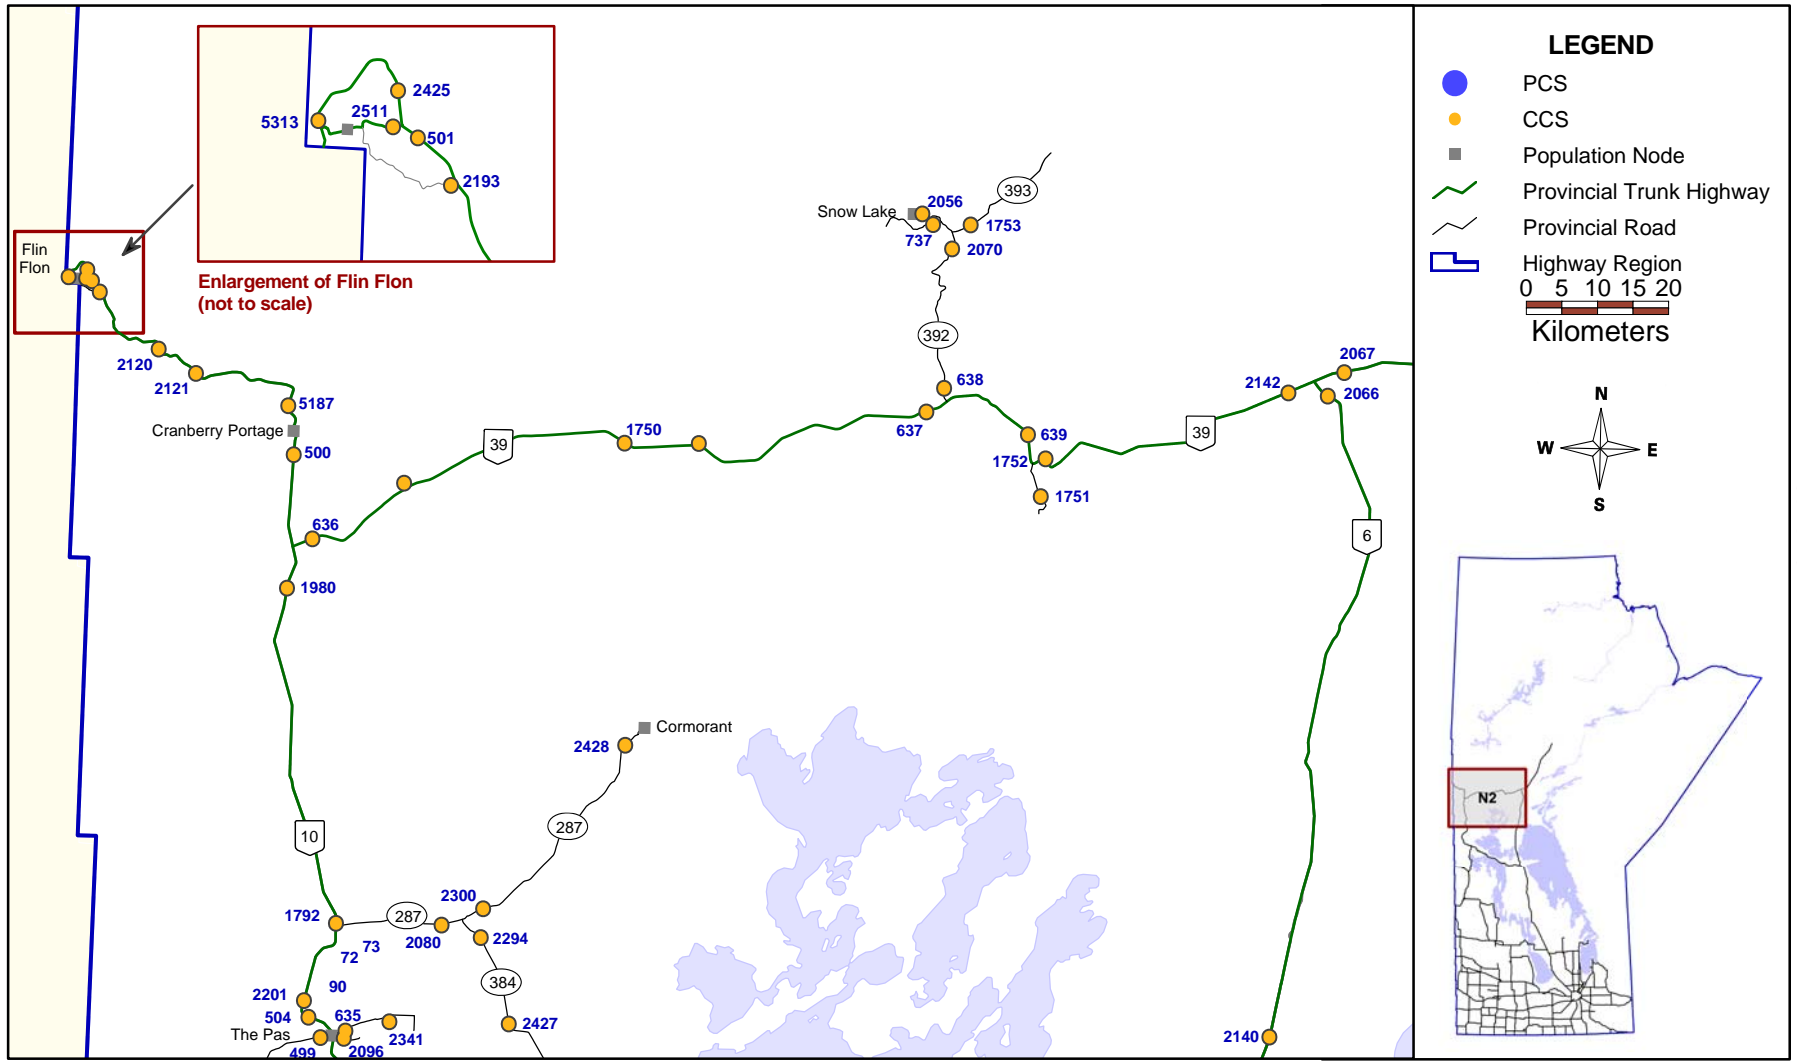 2425
2511
5313
501
2193
Enlargement of Flin Flon
(not to scale)
Flin
Flon
2120
2121
5187
Cranberry Portage
500
636
1980
39
1750
637
638
392
Snow Lake
2056
737
1753
2070
393
639
1752
1751
39
2142
2067
2066
6
2140
Cormorant
2428
287
10
2300
1792
287
2080
73
72
2294
384
2427
90
2201
504
635
The Pas
499
2096
2341
LEGEND
PCS
CCS
Population Node
Provincial Trunk Highway
Provincial Road
Highway Region
0 5 10 15 20
Kilometers
N
W E
S
N2